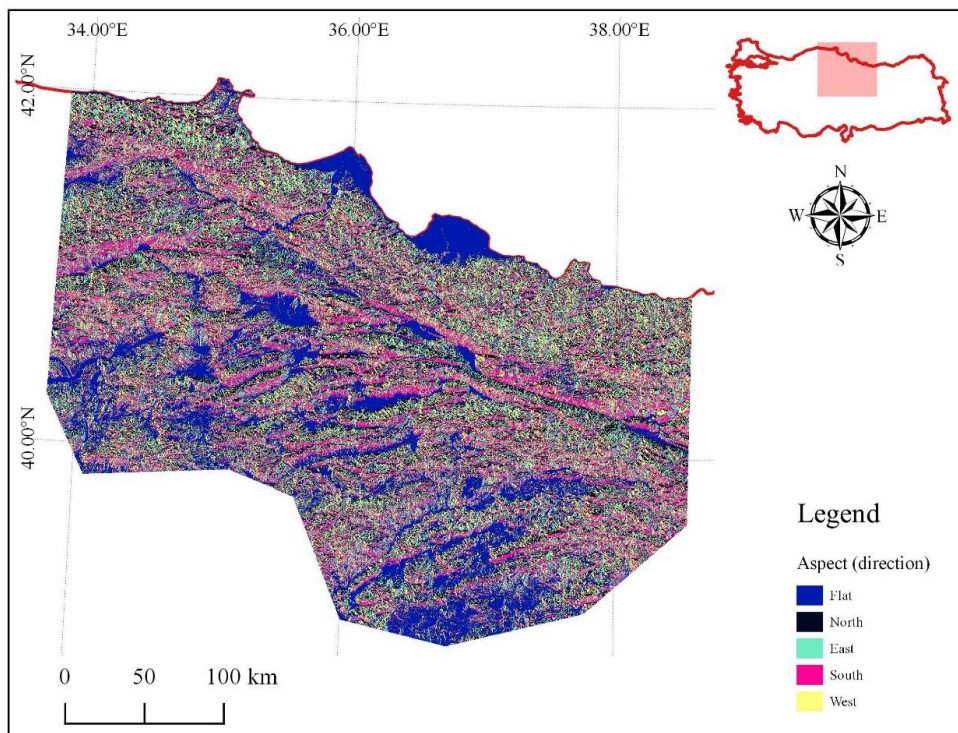 34.00°E 36.00°E 38.00°E
42.00°N
40.00°N
N
W E
S
Legend
Aspect (direction)
Flat
North
East
South
West
0 50 100 km